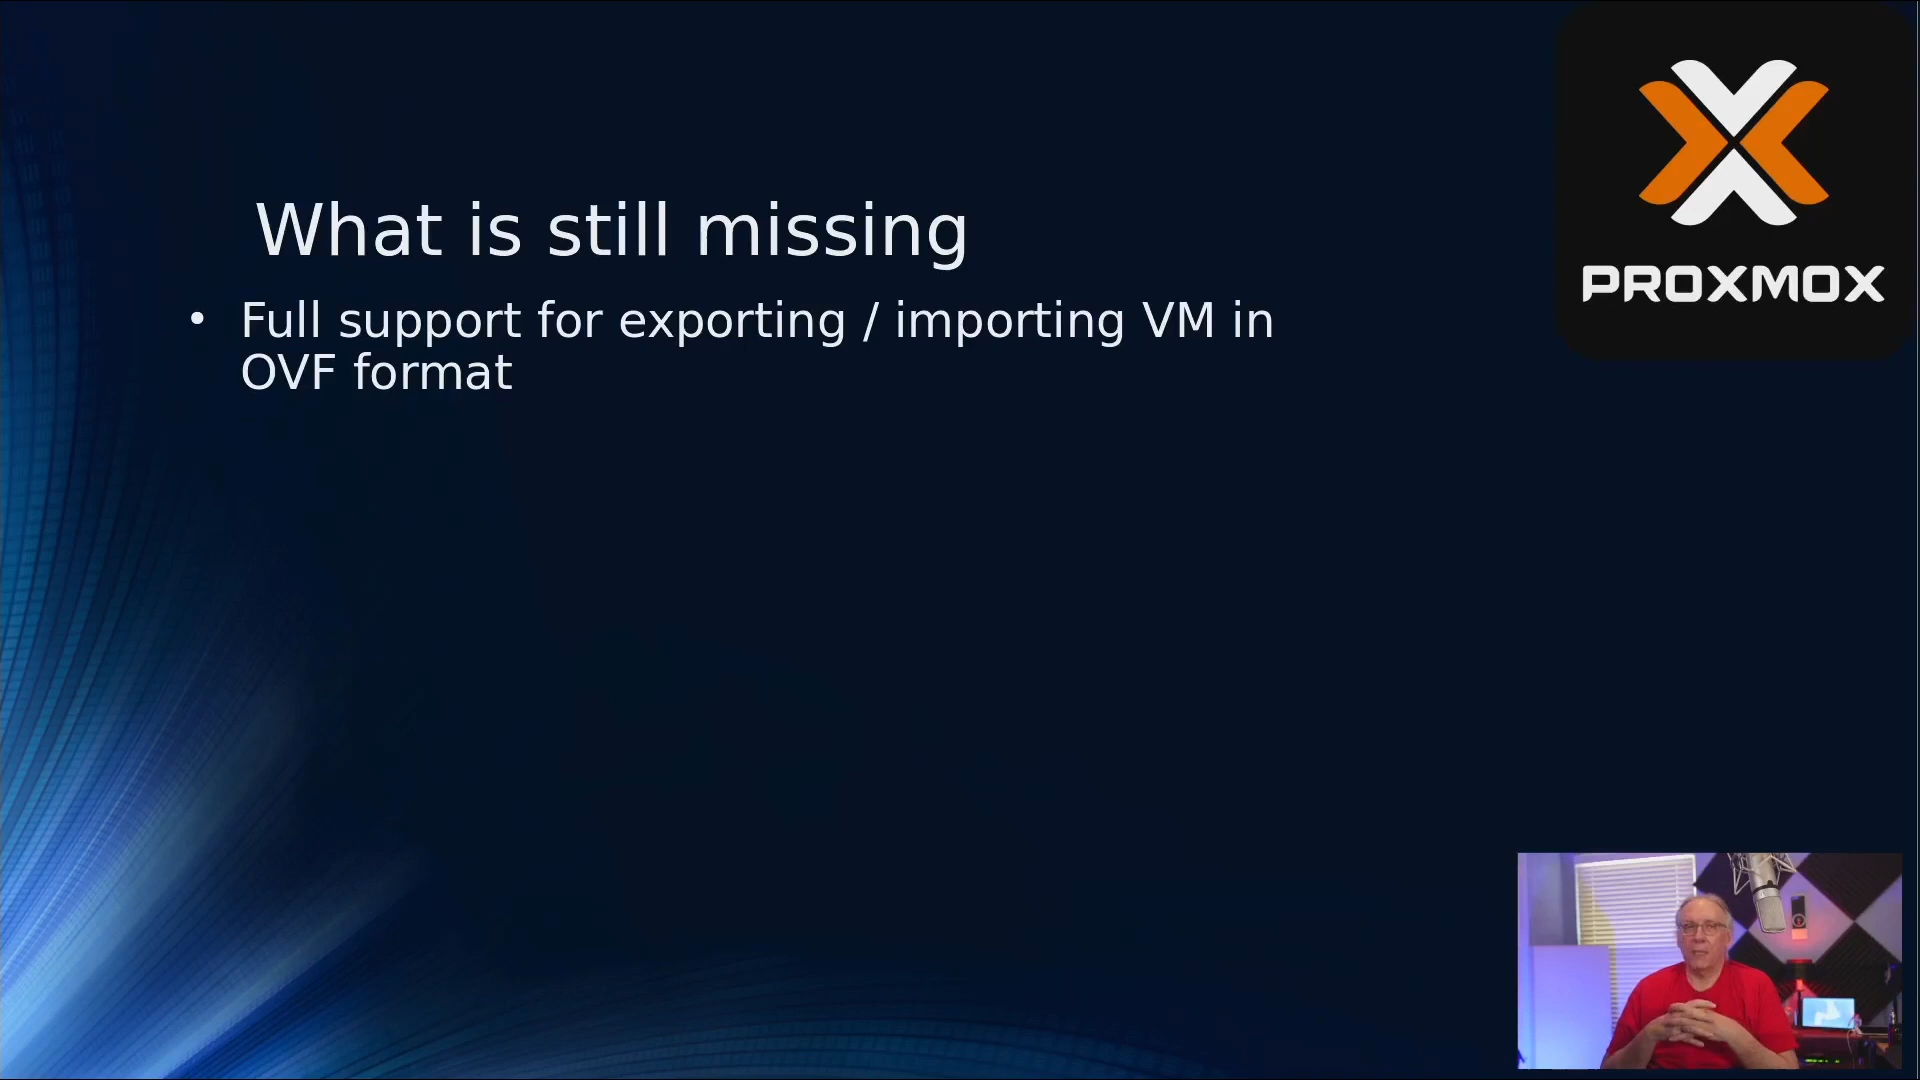 PROXMOX
What is still missing
• Full support for exporting / importing VM in
OVF format